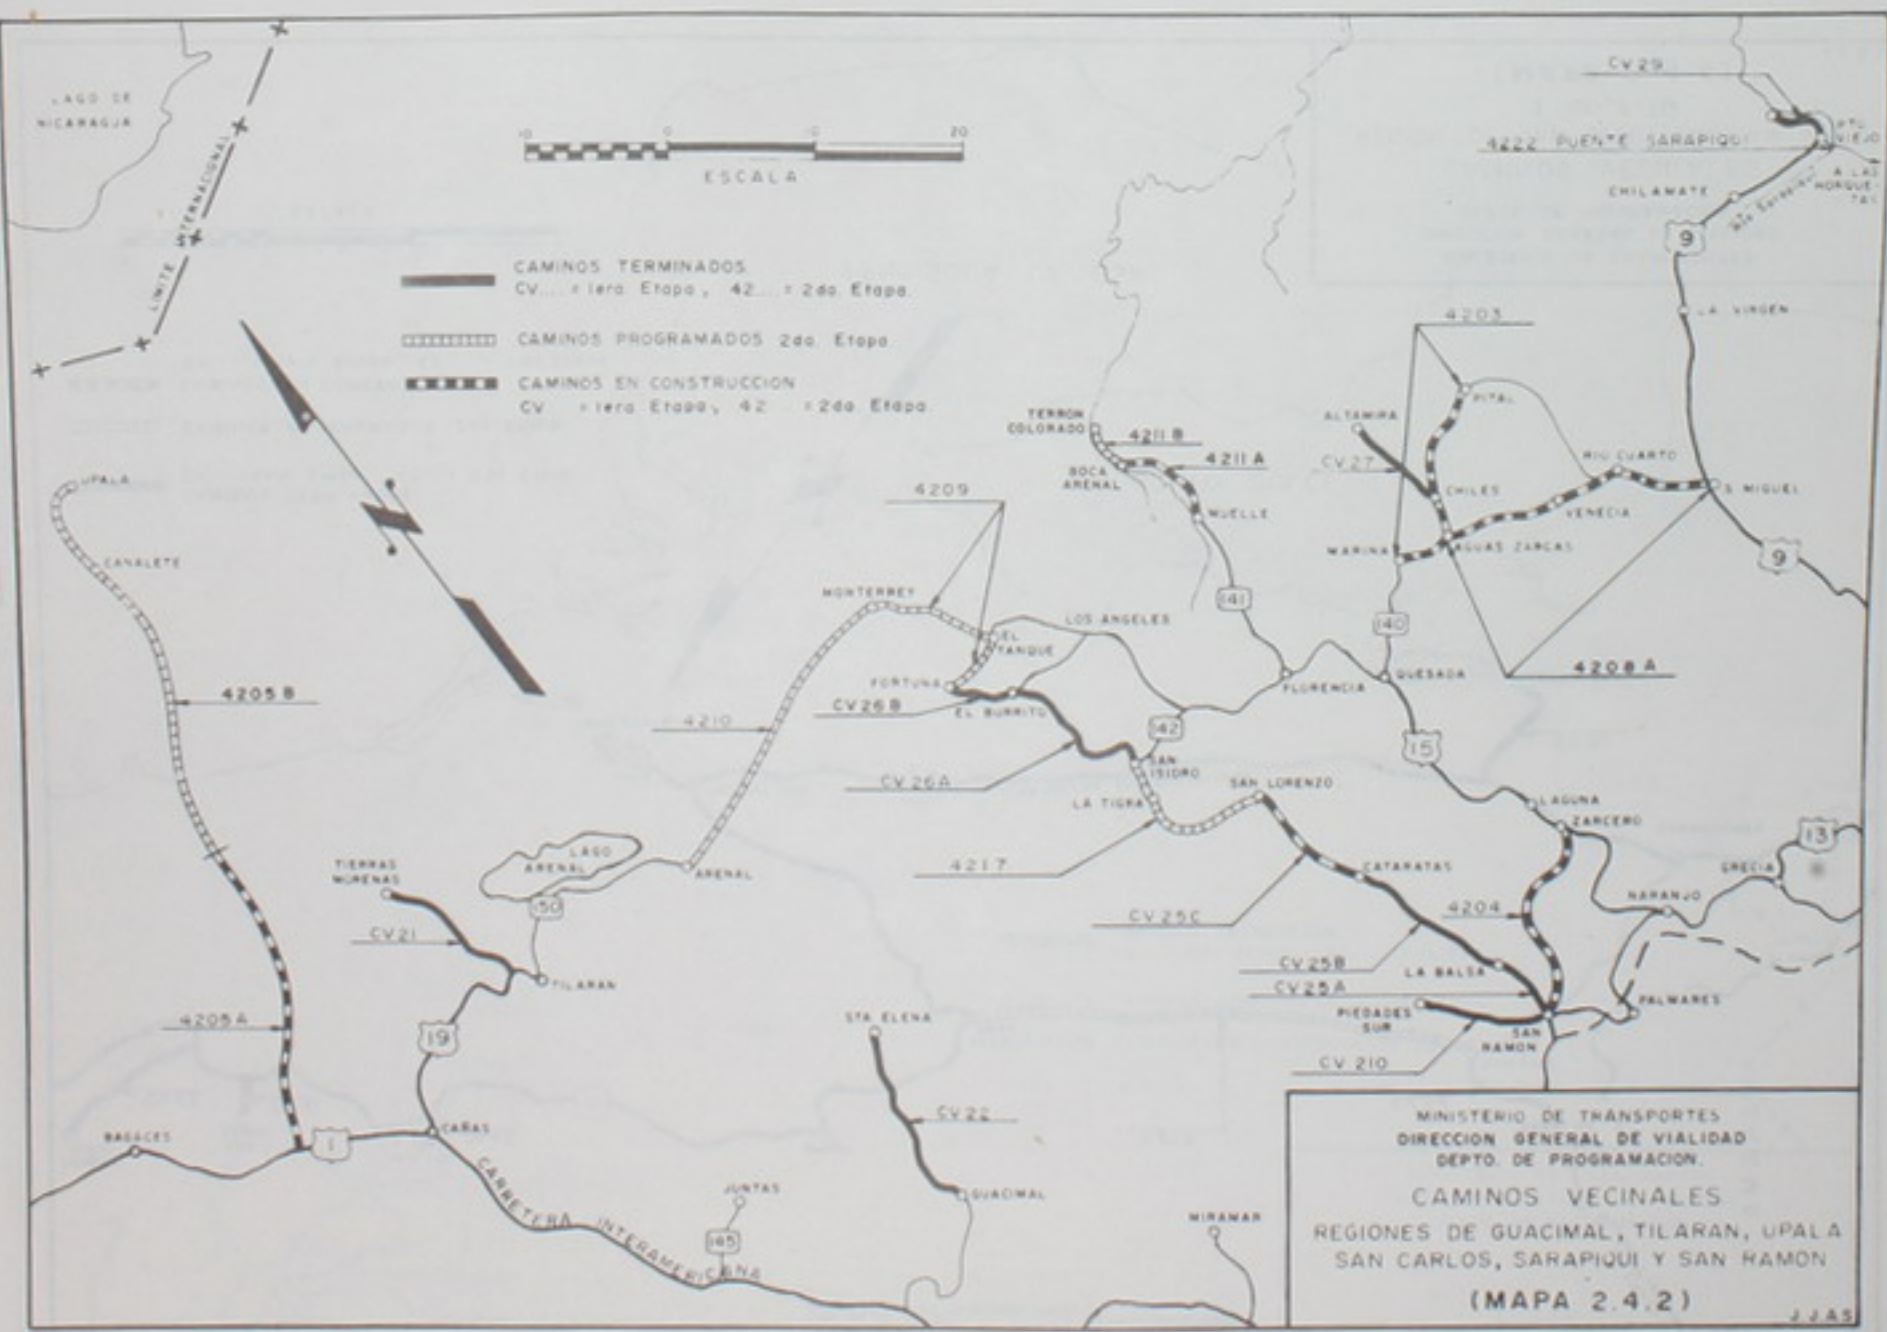 LAGO DE
NICARAGUA
LIMITE INTERNACIONAL
10 0 10 20
ESCALA
CAMINOS TERMINADOS
CV.... = 1era. Etapa, 42.... = 2da. Etapa.
CAMINOS PROGRAMADOS 2da. Etapa
CAMINOS EN CONSTRUCCION
CV = 1era. Etapa, 42.... = 2da. Etapa.
CV 29
PTO.
VIEJO
4222 PUENTE SARAPIQUI
A LAS
HORQUE-
TAS
CHILAMATE
Rio Sarapiqui
9
LA VIRGEN
4203
PITAL
ALTAMIRA
CV 27
RIO CUARTO
CHILES
VENECIA
S. MIGUEL
MARINA
AGUAS ZARCAS
9
TERRON
COLORADO
4211 B
4211 A
BOCA
ARENAL
MUELLE
141
140
4208 A
QUESADA
FLORENCIA
UPALA
CANALETE
4205 B
4209
MONTERREY
LOS ANGELES
EL
TANQUE
FORTUNA
CV 26 B
EL BURRITO
4210
142
15
CV 26 A
SAN
ISIDRO
SAN LORENZO
LA TIGRA
LAGUNA
ZARCERO
13
4217
CATARATAS
GRECIA
NARANJO
4204
CV 25 C
CV 25 B
LA BALSA
CV 25 A
PIEDADES
SUR
SAN
RAMON
PALMARES
CV 210
TIERRAS
MORENAS
LAGO
ARENAL
ARENAL
150
CV 21
TILARAN
4205 A
19
STA ELENA
CV 22
BAGACES
1
CAÑAS
CARRETERA INTERAMERICANA
JUNTAS
145
GUACIMAL
MIRAMAR
MINISTERIO DE TRANSPORTES
DIRECCION GENERAL DE VIALIDAD
DEPTO. DE PROGRAMACION.
CAMINOS VECINALES
REGIONES DE GUACIMAL, TILARAN, UPALA
SAN CARLOS, SARAPIQUI Y SAN RAMON
(MAPA 2.4.2)
J.J.AS